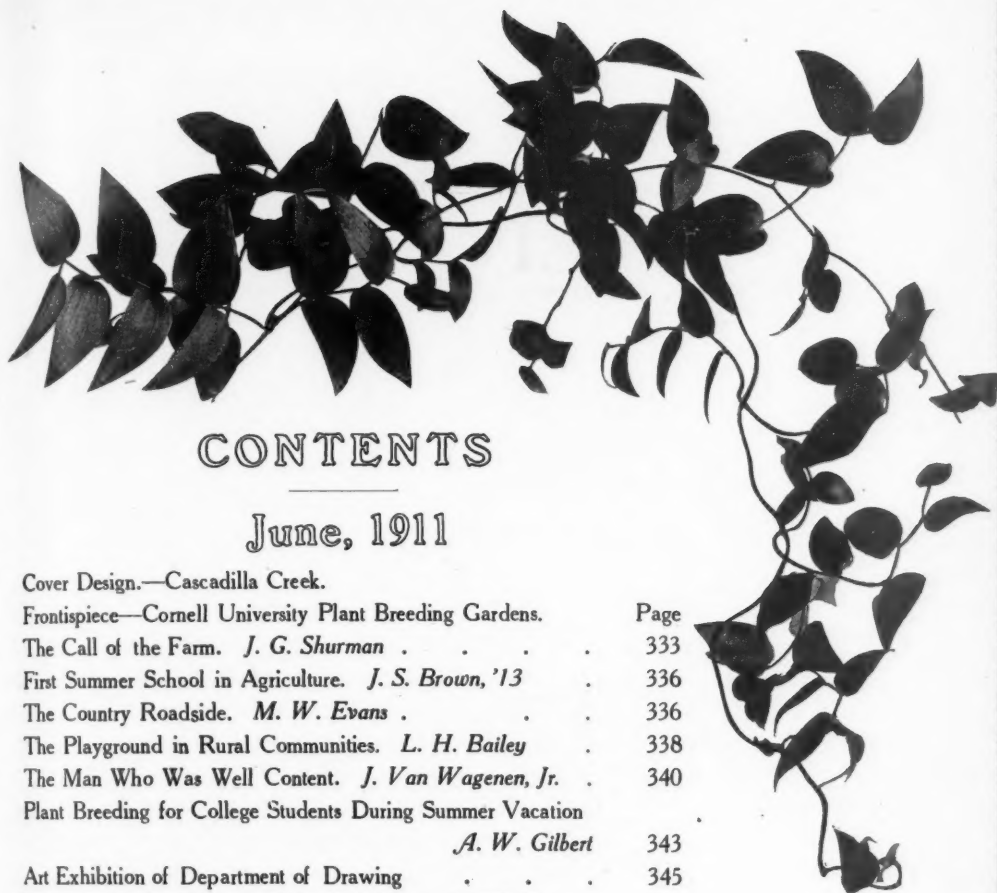 CONTENTS
June, 1911
Cover Design.—Cascadilla Creek.
Frontispiece—Cornell University Plant Breeding Gardens. Page
The Call of the Farm. J. G. Shurman . . . . 333
First Summer School in Agriculture. J. S. Brown, '13 . 336
The Country Roadside. M. W. Evans . . . 336
The Playground in Rural Communities. L. H. Bailey . 338
The Man Who Was Well Content. J. Van Wagenen, Jr. . 340
Plant Breeding for College Students During Summer Vacation
A. W. Gilbert 343
Art Exhibition of Department of Drawing . . . 345